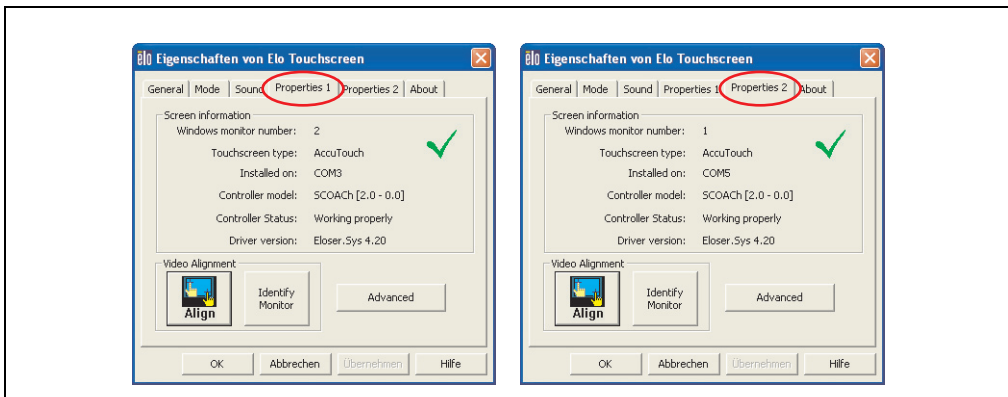 elo Eigenschaften von Elo Touchscreen
General Mode Sound Properties 1 Properties 2 About
Screen information
Windows monitor number: 2
Touchscreen type: AccuTouch
Installed on: COM3
Controller model: SCOACh [2.0 - 0.0]
Controller Status: Working properly
Driver version: Eloser.Sys 4.20
Video Alignment
Align
Identify
Monitor
Advanced
OK Abbrechen Übernehmen Hilfe
elo Eigenschaften von Elo Touchscreen
General Mode Sound Properties 1 Properties 2 About
Screen information
Windows monitor number: 1
Touchscreen type: AccuTouch
Installed on: COM5
Controller model: SCOACh [2.0 - 0.0]
Controller Status: Working properly
Driver version: Eloser.Sys 4.20
Video Alignment
Align
Identify
Monitor
Advanced
OK Abbrechen Übernehmen Hilfe